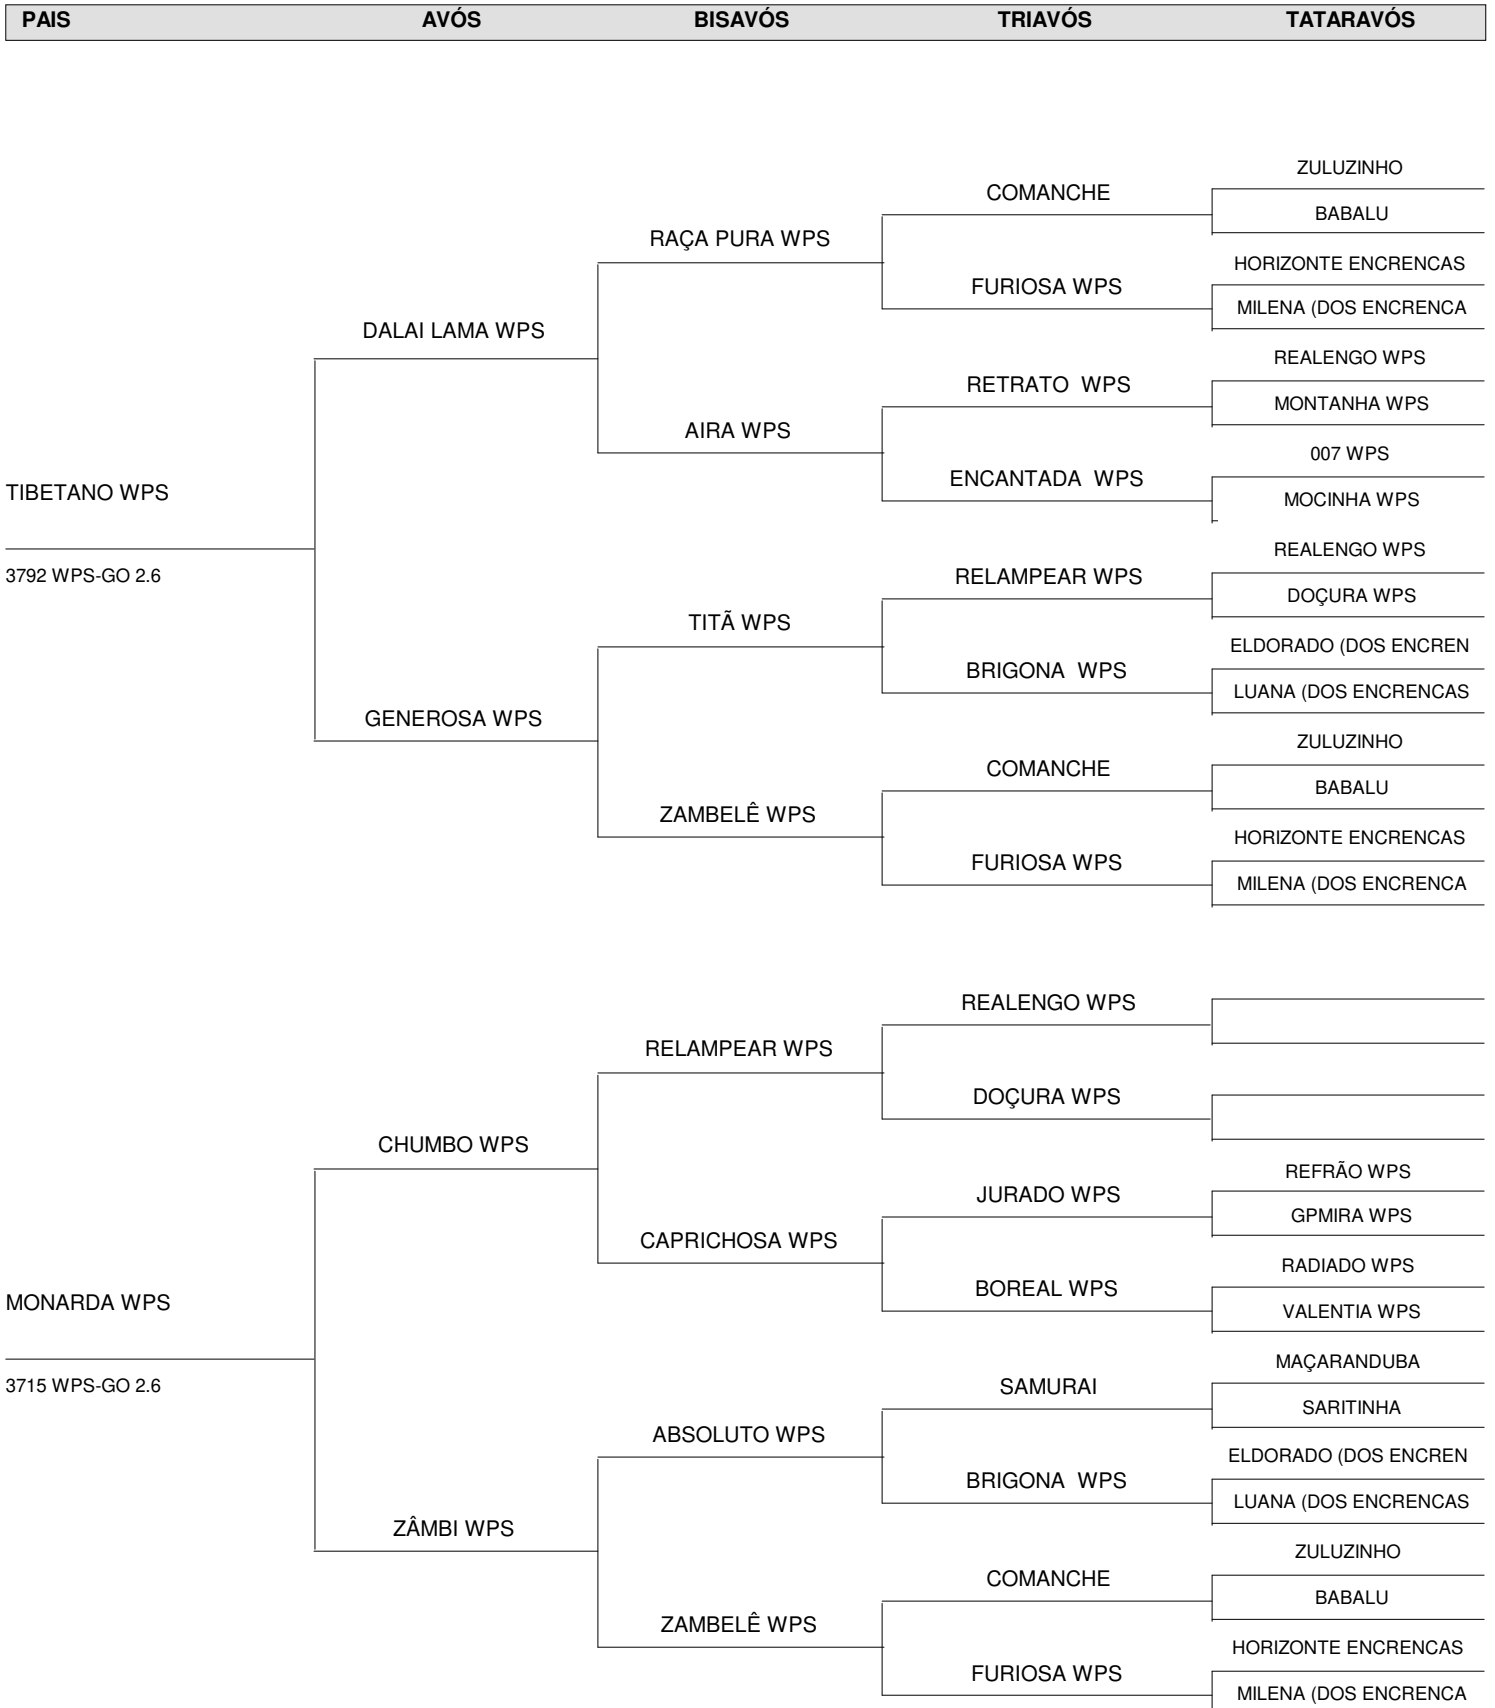 PAIS AVÓS BISAVÓS TRIAVÓS TATARAVÓS
ZULUZINHO
COMANCHE
BABALU
RAÇA PURA WPS
HORIZONTE ENCRENCAS
FURIOSA WPS
MILENA (DOS ENCRENCA
DALAI LAMA WPS
REALENGO WPS
RETRATO WPS
MONTANHA WPS
AIRA WPS
007 WPS
ENCANTADA WPS
MOCINHA WPS
TIBETANO WPS
3792 WPS-GO 2.6
REALENGO WPS
RELAMPEAR WPS
DOÇURA WPS
TITÃ WPS
ELDORADO (DOS ENCREN
BRIGONA WPS
LUANA (DOS ENCRENCAS
GENEROSA WPS
ZULUZINHO
COMANCHE
BABALU
ZAMBELÊ WPS
HORIZONTE ENCRENCAS
FURIOSA WPS
MILENA (DOS ENCRENCA
REALENGO WPS
RELAMPEAR WPS
DOÇURA WPS
CHUMBO WPS
REFRÃO WPS
JURADO WPS
GPMIRA WPS
CAPRICHOSA WPS
RADIADO WPS
BOREAL WPS
VALENTIA WPS
MONARDA WPS
3715 WPS-GO 2.6
MAÇARANDUBA
SAMURAI
SARITINHA
ABSOLUTO WPS
ELDORADO (DOS ENCREN
BRIGONA WPS
LUANA (DOS ENCRENCAS
ZÂMBI WPS
ZULUZINHO
COMANCHE
BABALU
ZAMBELÊ WPS
HORIZONTE ENCRENCAS
FURIOSA WPS
MILENA (DOS ENCRENCA